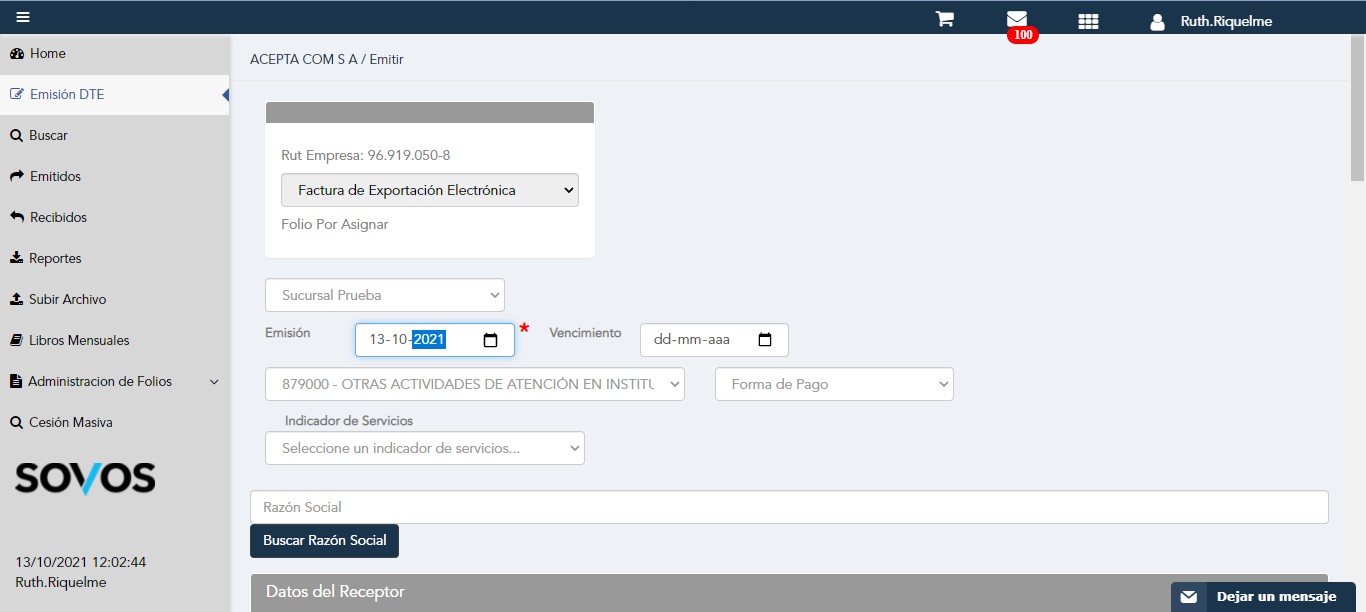 Ruth.Riquelme
100
Home
Emisión DTE
Buscar
Emitidos
Recibidos
Reportes
Subir Archivo
Libros Mensuales
Administracion de Folios
Cesión Masiva
SOVOS
13/10/2021 12:02:44
Ruth.Riquelme
ACEPTA COM S A / Emitir
Rut Empresa: 96.919.050-8
Factura de Exportación Electrónica
Folio Por Asignar
Sucursal Prueba
Emisión 13-10-2021 * Vencimiento dd-mm-aaa
879000 - OTRAS ACTIVIDADES DE ATENCIÓN EN INSTITU Forma de Pago
Indicador de Servicios
Seleccione un indicador de servicios...
Razón Social
Buscar Razón Social
Datos del Receptor
Dejar un mensaje